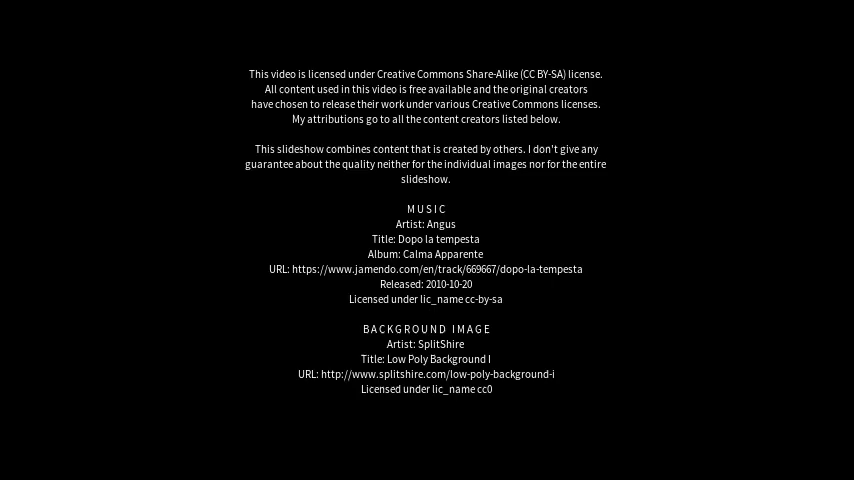 This video is licensed under Creative Commons Share-Alike (CC BY-SA) license.
All content used in this video is free available and the original creators
have chosen to release their work under various Creative Commons licenses.
My attributions go to all the content creators listed below.
This slideshow combines content that is created by others. I don't give any
guarantee about the quality neither for the individual images nor for the entire
slideshow.
MUSIC
Artist: Angus
Title: Dopo la tempesta
Album: Calma Apparente
URL: https://www.jamendo.com/en/track/669667/dopo-la-tempesta
Released: 2010-10-20
Licensed under lic_name cc-by-sa
BACKGROUND IMAGE
Artist: SplitShire
Title: Low Poly Background I
URL: http://www.splitshire.com/low-poly-background-i
Licensed under lic_name cc0